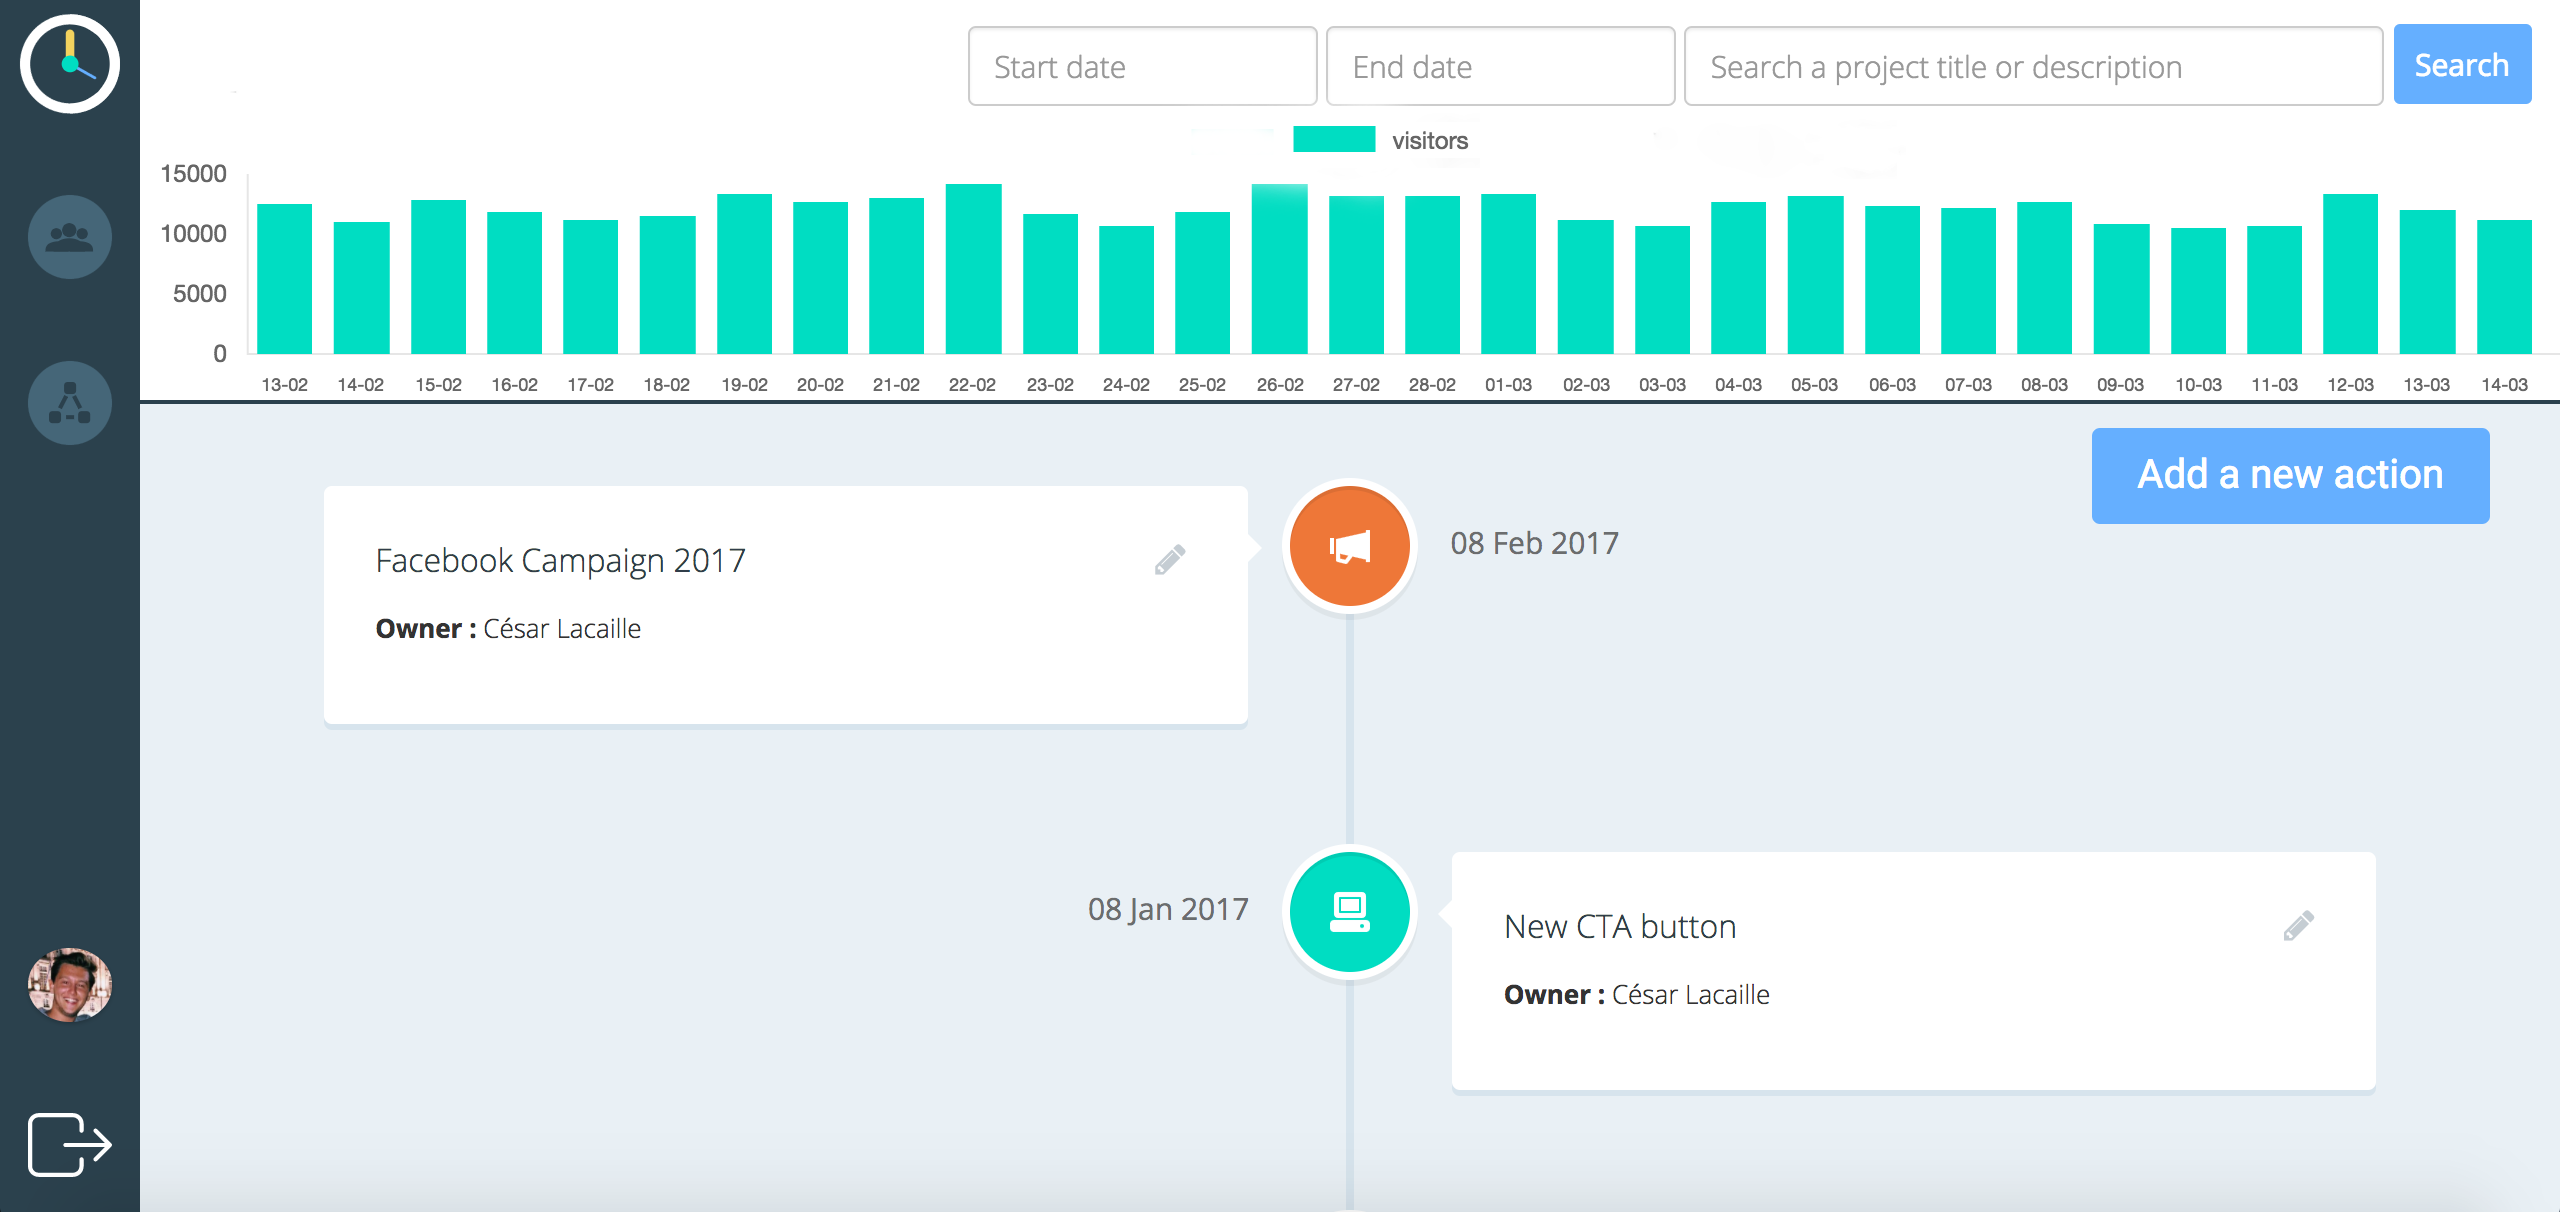 Start date
End date
Search a project title or description
Search
visitors
15000
10000
5000
0
13-02 14-02 15-02 16-02 17-02 18-02 19-02 20-02 21-02 22-02 23-02 24-02 25-02 26-02 27-02 28-02 01-03 02-03 03-03 04-03 05-03 06-03 07-03 08-03 09-03 10-03 11-03 12-03 13-03 14-03
Add a new action
Facebook Campaign 2017
Owner : César Lacaille
08 Feb 2017
08 Jan 2017
New CTA button
Owner : César Lacaille